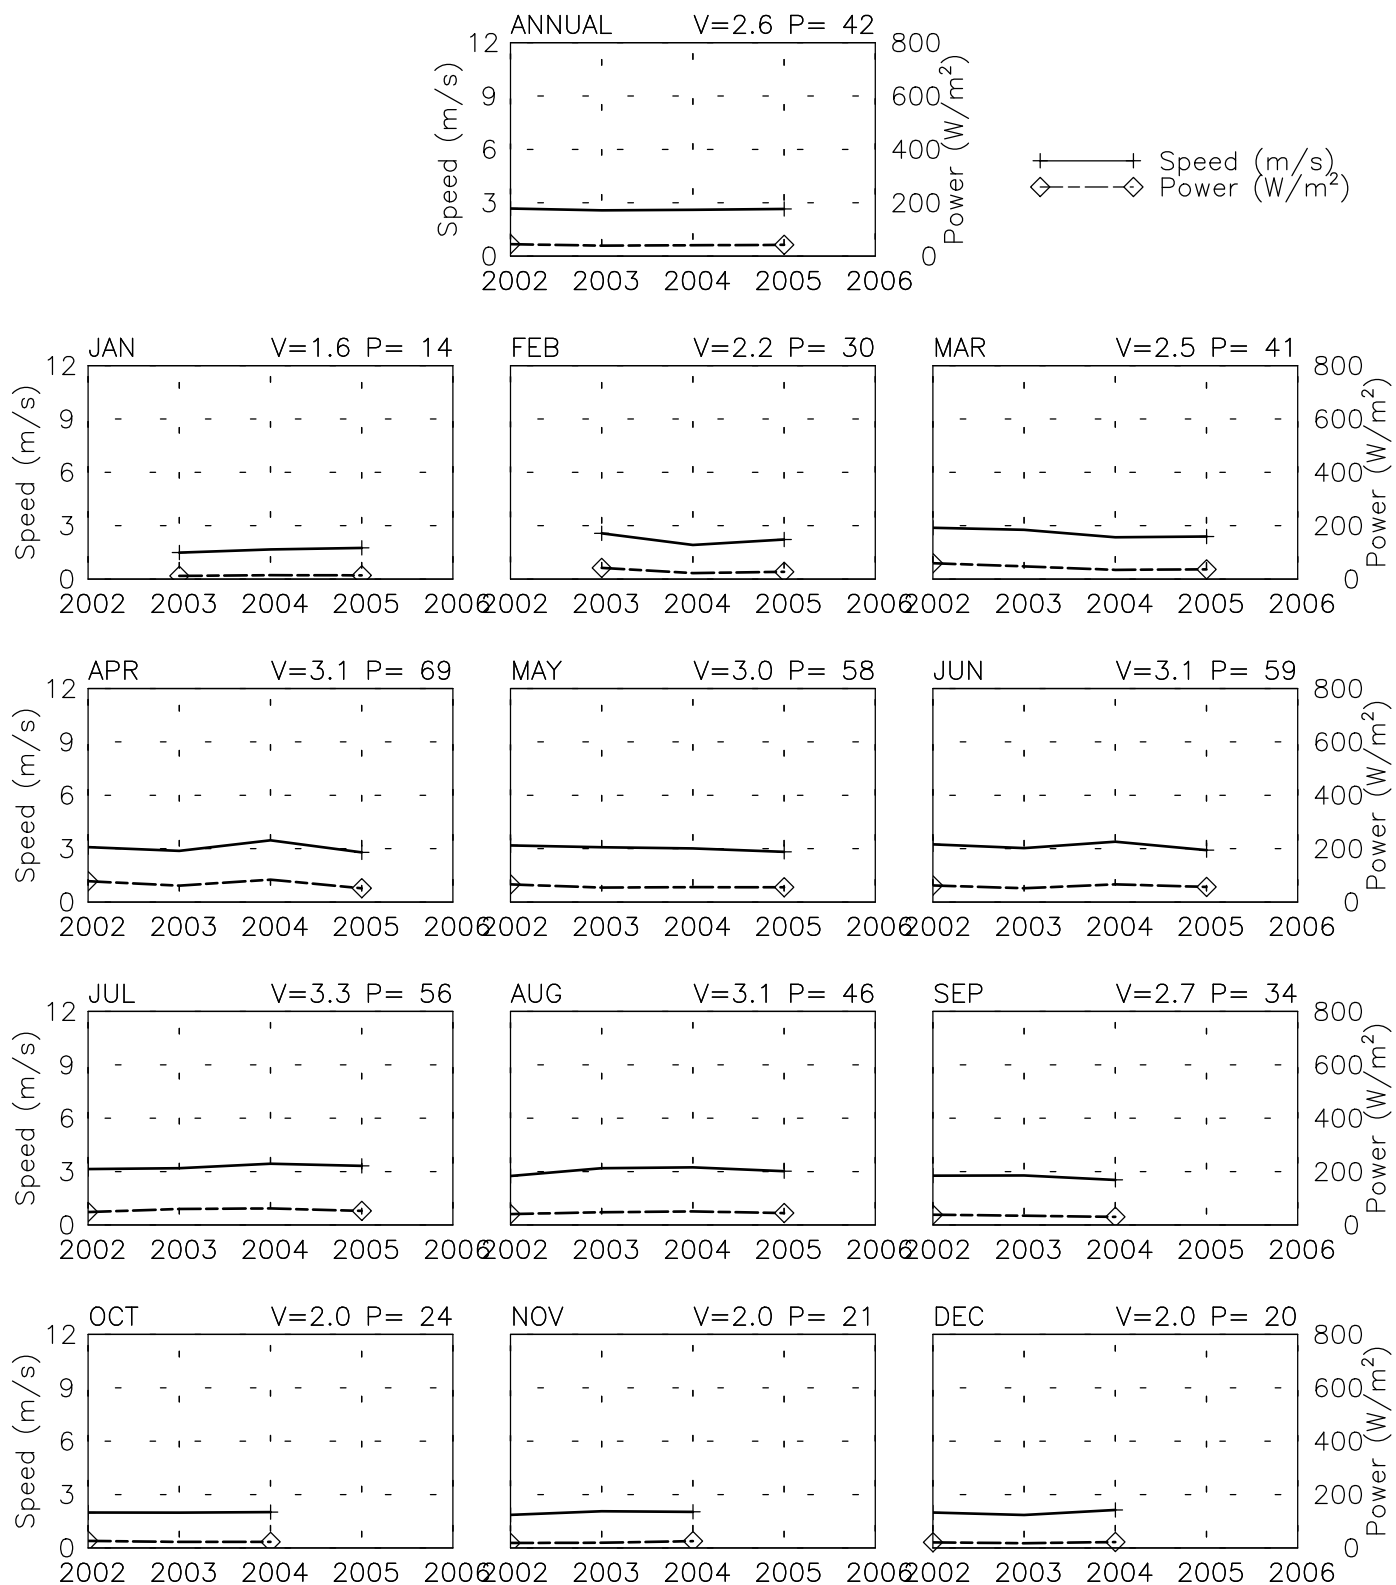 ANNUAL V=2.6 P= 42
12 800
9 600
6 400
3 200
0 0
Speed (m/s)
Power (W/m²)
2002 2003 2004 2005 2006
Speed (m/s)
Power (W/m²)
JAN V=1.6 P= 14 FEB V=2.2 P= 30 MAR V=2.5 P= 41
12 800
9 600
6 400
3 200
0 0
Speed (m/s)
Power (W/m²)
2002 2003 2004 2005 2006 2002 2003 2004 2005 2006 2002 2003 2004 2005 2006
APR V=3.1 P= 69 MAY V=3.0 P= 58 JUN V=3.1 P= 59
12 800
9 600
6 400
3 200
0 0
Speed (m/s)
Power (W/m²)
2002 2003 2004 2005 2006 2002 2003 2004 2005 2006 2002 2003 2004 2005 2006
JUL V=3.3 P= 56 AUG V=3.1 P= 46 SEP V=2.7 P= 34
12 800
9 600
6 400
3 200
0 0
Speed (m/s)
Power (W/m²)
2002 2003 2004 2005 2006 2002 2003 2004 2005 2006 2002 2003 2004 2005 2006
OCT V=2.0 P= 24 NOV V=2.0 P= 21 DEC V=2.0 P= 20
12 800
9 600
6 400
3 200
0 0
Speed (m/s)
Power (W/m²)
2002 2003 2004 2005 2006 2002 2003 2004 2005 2006 2002 2003 2004 2005 2006